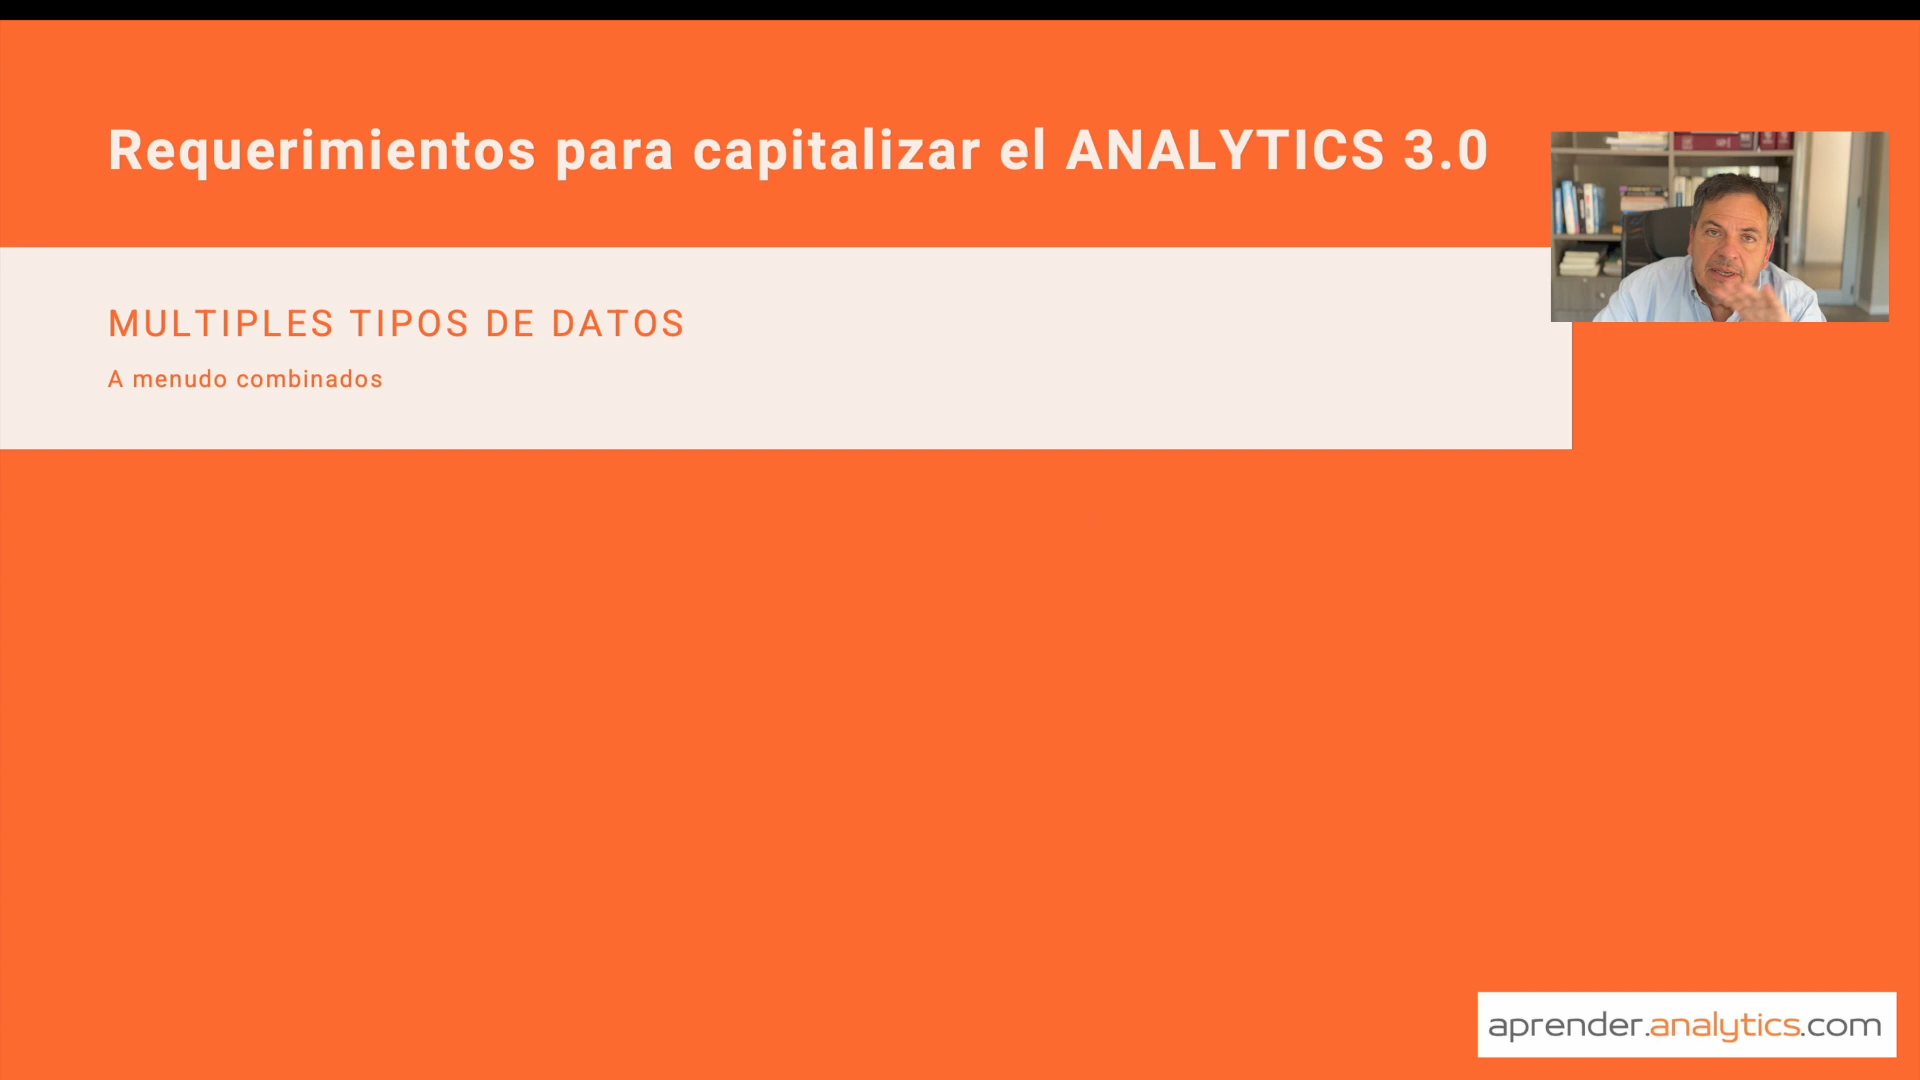 Requerimientos para capitalizar el ANALYTICS 3.0
MULTIPLES TIPOS DE DATOS
A menudo combinados
aprender.analytics.com